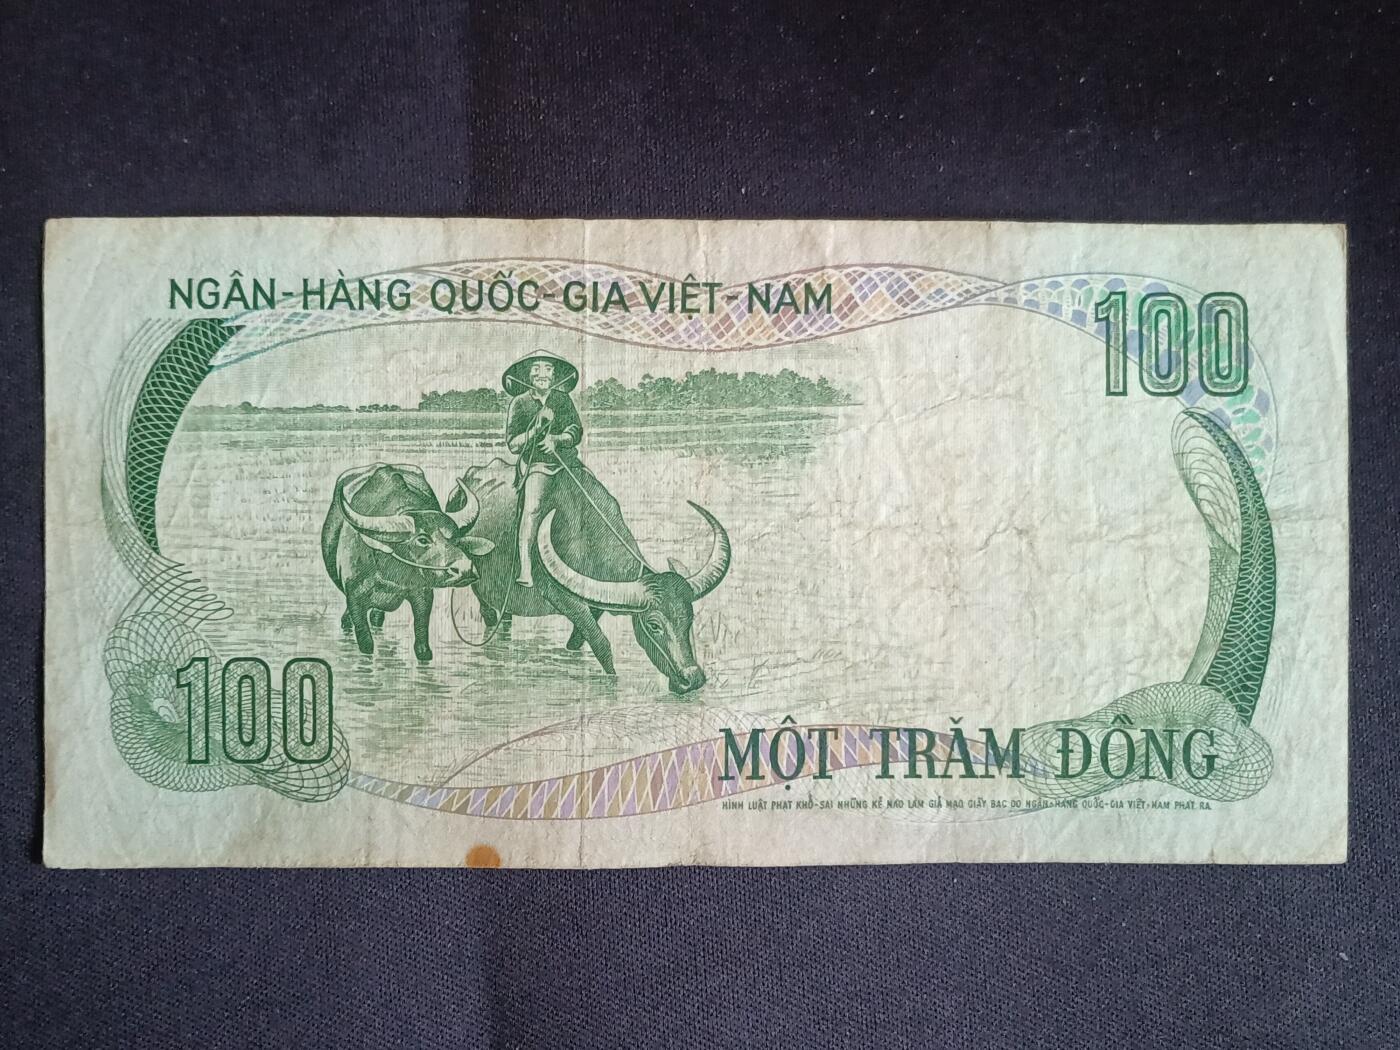 NGÂN-HÀNG QUỐC-GIA VIỆT-NAM
100
100
MỘT TRĂM ĐỒNG
HÌNH LUẬT PHẠT KHỔ-SAI NHỮNG KẺ NÀO LÀM GIẢ MẠO GIẤY BẠC DO NGÂN-HÀNG QUỐC-GIA VIỆT-NAM PHÁT RA.